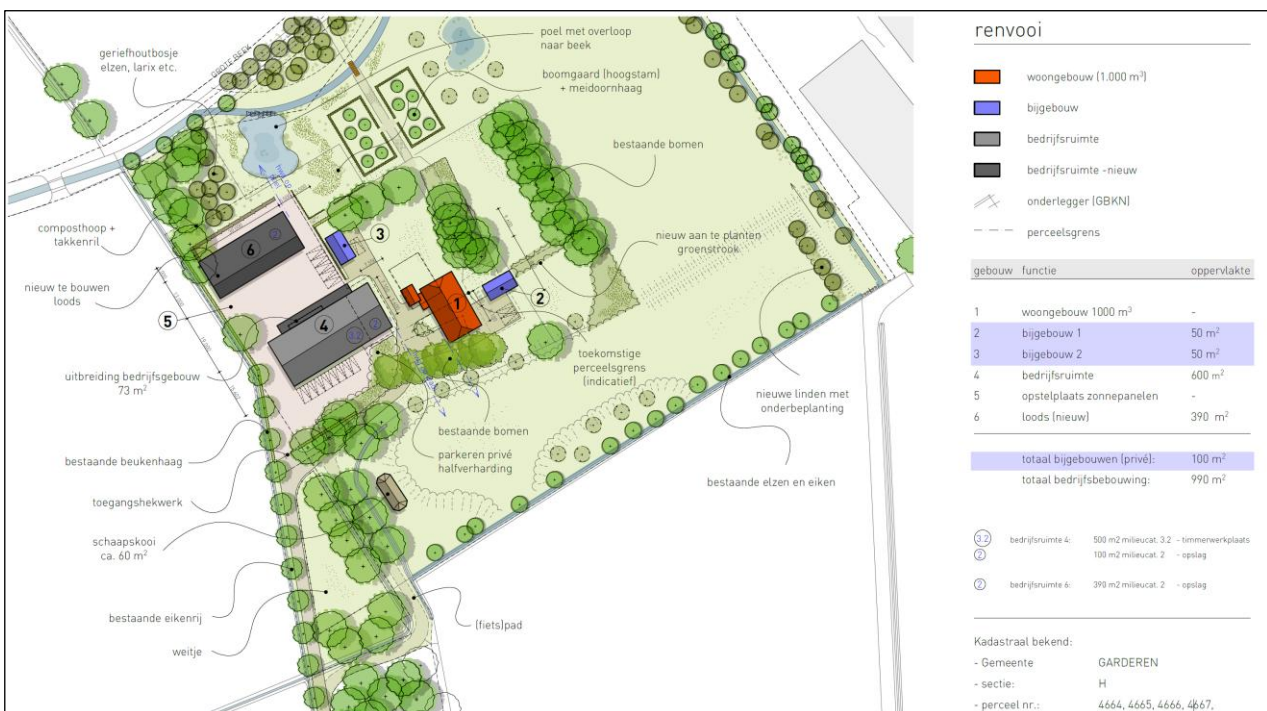 geriefhoutbosje
elzen, larix etc.
GROTE BEEK
poel met overloop
naar beek
boomgaard (hoogstam)
+ meidoornhaag
bestaande bomen
composthoop +
takkenril
nieuw te bouwen
loods
nieuw aan te planten
groenstrook
6
2
3
1
2
5
4
3.2
2
uitbreiding bedrijfsgebouw
73 m²
toekomstige
perceelsgrens
(indicatief)
nieuwe linden met
onderbeplanting
bestaande beukenhaag
bestaande bomen
parkeren privé
halfverharding
bestaande elzen en eiken
toegangshekwerk
schaapskooi
ca. 60 m²
bestaande eikenrij
(fiets)pad
weitje
renvooi
woongebouw (1.000 m³)
bijgebouw
bedrijfsruimte
bedrijfsruimte -nieuw
onderlegger (GBKN)
perceelsgrens
gebouw functie oppervlakte
1 woongebouw 1000 m³ -
2 bijgebouw 1 50 m²
3 bijgebouw 2 50 m²
4 bedrijfsruimte 600 m²
5 opstelplaats zonnepanelen -
6 loods (nieuw) 390 m²
totaal bijgebouwen (privé): 100 m²
totaal bedrijfsbebouwing: 990 m²
3.2 bedrijfsruimte 4: 500 m2 milieucat. 3.2 - timmerwerkplaats
2 100 m2 milieucat. 2 - opslag
2 bedrijfsruimte 6: 390 m2 milieucat. 2 - opslag
Kadastraal bekend:
- Gemeente GARDEREN
- sectie: H
- perceel nr.: 4664, 4665, 4666, 4667,